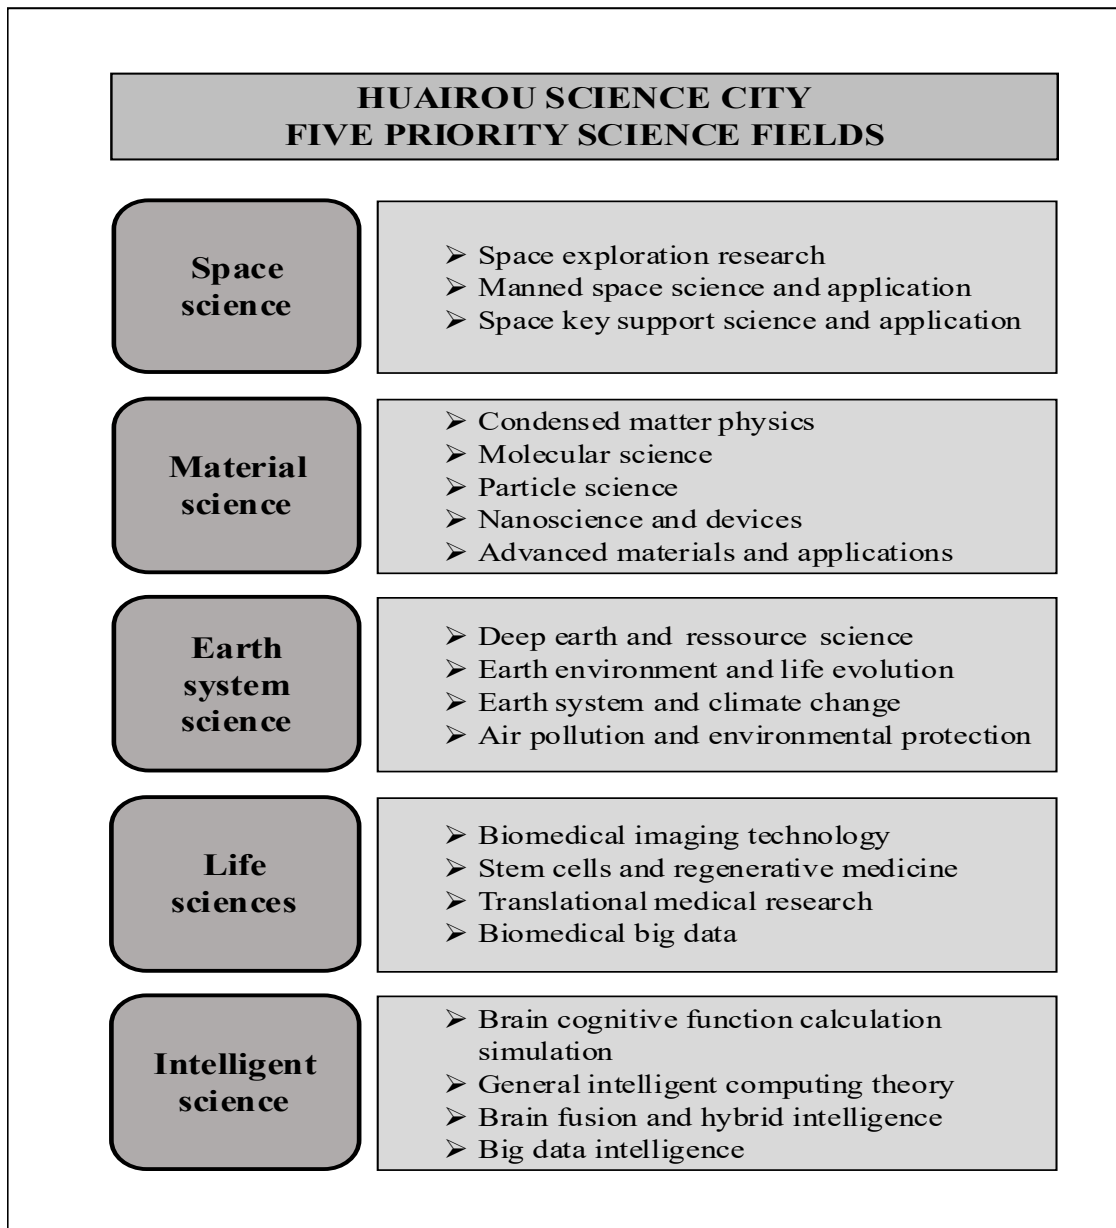 HUAIROU SCIENCE CITY
FIVE PRIORITY SCIENCE FIELDS
Space
science
➢ Space exploration research
➢ Manned space science and application
➢ Space key support science and application
Material
science
➢ Condensed matter physics
➢ Molecular science
➢ Particle science
➢ Nanoscience and devices
➢ Advanced materials and applications
Earth
system
science
➢ Deep earth and ressource science
➢ Earth environment and life evolution
➢ Earth system and climate change
➢ Air pollution and environmental protection
Life
sciences
➢ Biomedical imaging technology
➢ Stem cells and regenerative medicine
➢ Translational medical research
➢ Biomedical big data
Intelligent
science
➢ Brain cognitive function calculation
simulation
➢ General intelligent computing theory
➢ Brain fusion and hybrid intelligence
➢ Big data intelligence